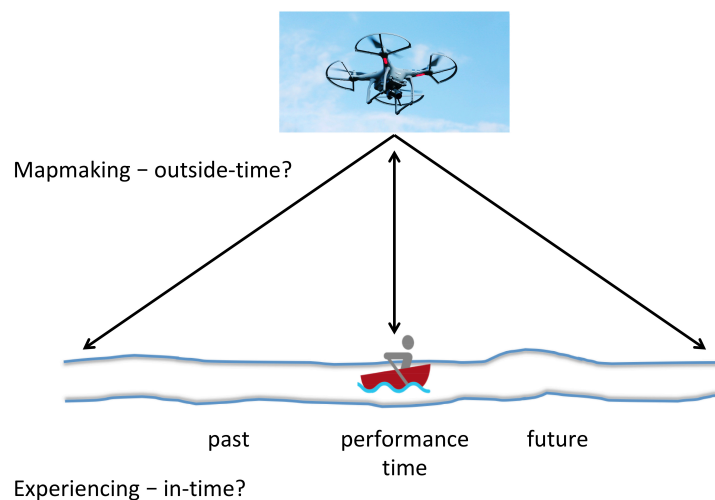 Mapmaking – outside-time?
past
performance
time
future
Experiencing – in-time?